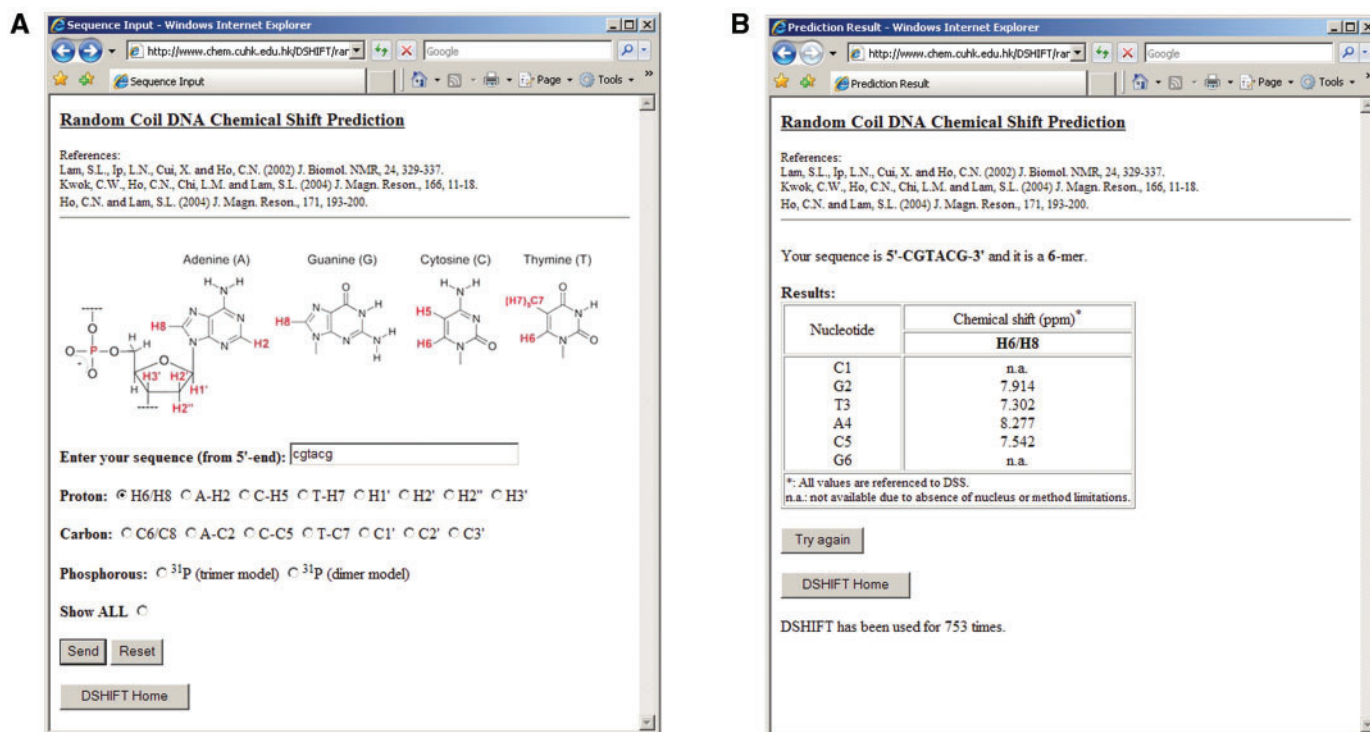 A
Sequence Input - Windows Internet Explorer
http://www.chem.cuhk.edu.hk/DSHIFT/rar
Google
Sequence Input
Page
Tools
»
Random Coil DNA Chemical Shift Prediction
References:
Lam, S.L., Ip, L.N., Cui, X. and Ho, C.N. (2002) J. Biomol. NMR, 24, 329-337.
Kwok, C.W., Ho, C.N., Chi, L.M. and Lam, S.L. (2004) J. Magn. Reson., 166, 11-18.
Ho, C.N. and Lam, S.L. (2004) J. Magn. Reson., 171, 193-200.
Adenine (A) Guanine (G) Cytosine (C) Thymine (T)
H N H
H8 N N N N H2
O O P O O - H H O H3' H2' H H H1' H2''
O H8 N N N H N N H H
H N H H5 N H6 N O
(H7)3C7 O N H H6 N O
Enter your sequence (from 5'-end): cgtacg
Proton: H6/H8 A-H2 C-H5 T-H7 H1' H2' H2'' H3'
Carbon: C6/C8 A-C2 C-C5 T-C7 C1' C2' C3'
Phosphorous: 31P (trimer model) 31P (dimer model)
Show ALL
Send Reset
DSHIFT Home
B
Prediction Result - Windows Internet Explorer
http://www.chem.cuhk.edu.hk/DSHIFT/rar
Google
Prediction Result
Page
Tools
Random Coil DNA Chemical Shift Prediction
References:
Lam, S.L., Ip, L.N., Cui, X. and Ho, C.N. (2002) J. Biomol. NMR, 24, 329-337.
Kwok, C.W., Ho, C.N., Chi, L.M. and Lam, S.L. (2004) J. Magn. Reson., 166, 11-18.
Ho, C.N. and Lam, S.L. (2004) J. Magn. Reson., 171, 193-200.
Your sequence is 5'-CGTACG-3' and it is a 6-mer.
Results:
Nucleotide Chemical shift (ppm)*
H6/H8
C1 n.a.
G2 7.914
T3 7.302
A4 8.277
C5 7.542
G6 n.a.
*: All values are referenced to DSS.
n.a.: not available due to absence of nucleus or method limitations.
Try again
DSHIFT Home
DSHIFT has been used for 753 times.